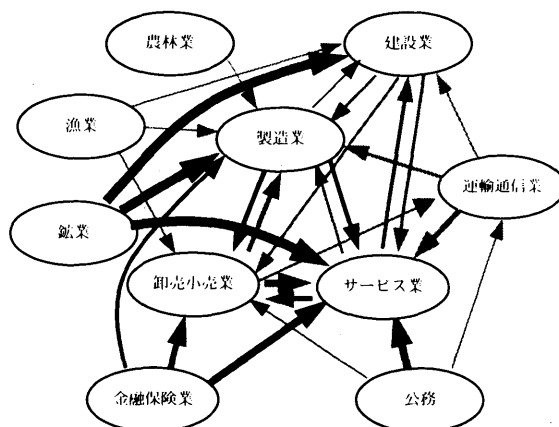 農林業
建設業
漁業
製造業
運輸通信業
鉱業
卸売小売業
サービス業
金融保険業
公務